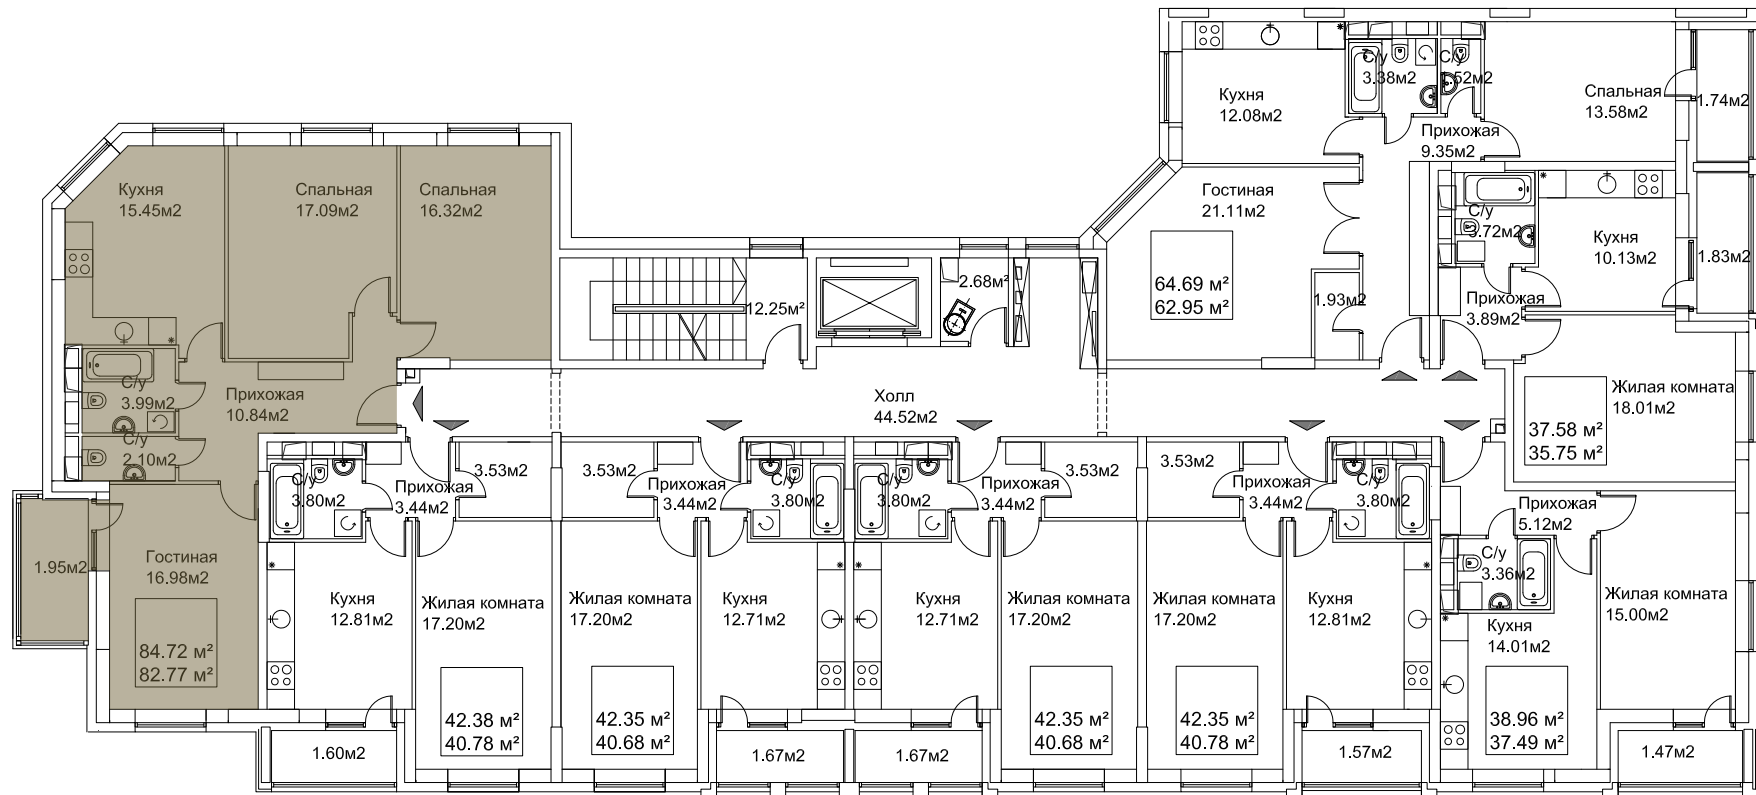 Кухня
15.45м2
Спальная
17.09м2
Спальная
16.32м2
С/у
3.99м2
Прихожая
10.84м2
С/у
2.10м2
1.95м2
Гостиная
16.98м2
84.72 м²
82.77 м²
12.25м²
2.68м²
Холл
44.52м2
Кухня
12.08м2
С/у
3.38м2
С/у
.52м2
Спальная
13.58м2
1.74м2
Прихожая
9.35м2
Гостиная
21.11м2
64.69 м²
62.95 м²
1.93м2
С/у
3.72м2
Кухня
10.13м2
1.83м2
Прихожая
3.89м2
Жилая комната
18.01м2
37.58 м²
35.75 м²
С/у
3.80м2
Прихожая
3.44м2
3.53м2
Кухня
12.81м2
Жилая комната
17.20м2
42.38 м²
40.78 м²
1.60м2
3.53м2
Прихожая
3.44м2
С/у
3.80м2
Жилая комната
17.20м2
Кухня
12.71м2
42.35 м²
40.68 м²
1.67м2
С/у
3.80м2
Прихожая
3.44м2
3.53м2
Кухня
12.71м2
Жилая комната
17.20м2
42.35 м²
40.68 м²
1.67м2
3.53м2
Прихожая
3.44м2
С/у
3.80м2
Жилая комната
17.20м2
Кухня
12.81м2
42.35 м²
40.78 м²
1.57м2
Прихожая
5.12м2
С/у
3.36м2
Кухня
14.01м2
Жилая комната
15.00м2
38.96 м²
37.49 м²
1.47м2